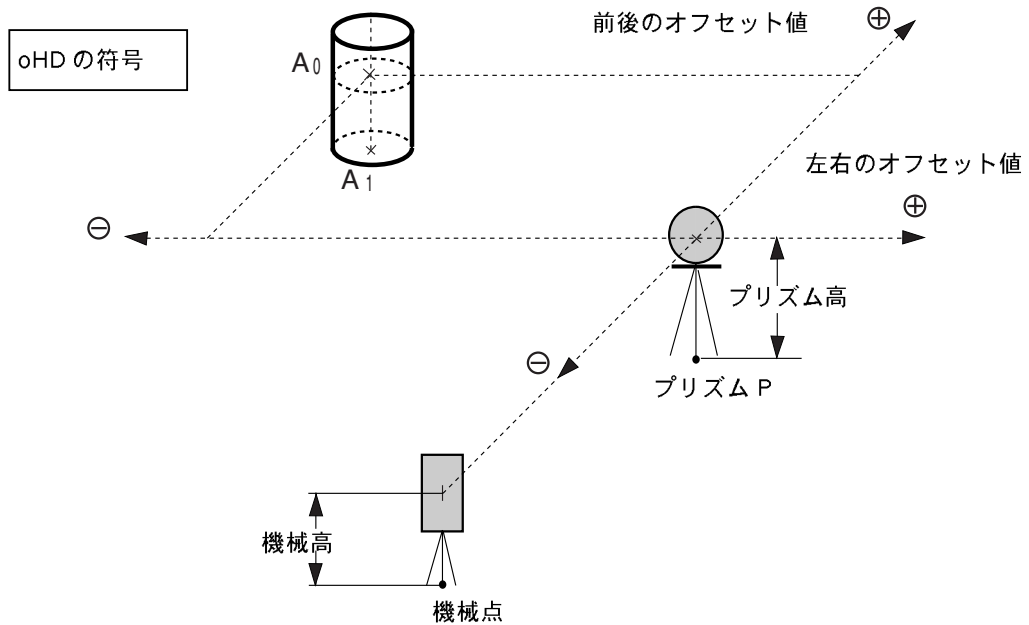 oHD の符号
前後のオフセット値
⊕
A0
左右のオフセット値
A1
⊖
⊕
プリズム高
⊖
プリズム P
機械高
機械点